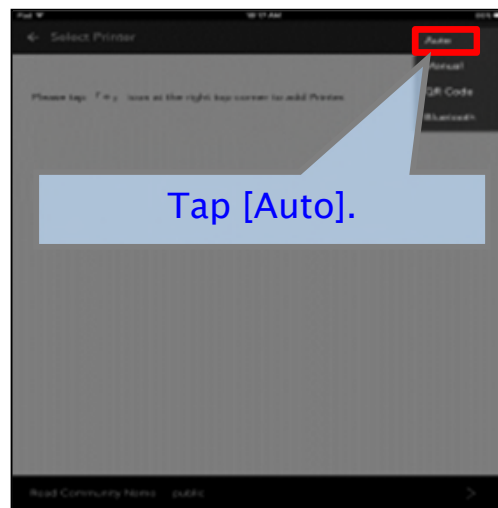 iPad
10:17 AM
← Select Printer
Auto
Manual
QR Code
Bluetooth
Please tap 「+」 icon at the right top corner to add Printer.
Tap [Auto].
Read Community Name public >